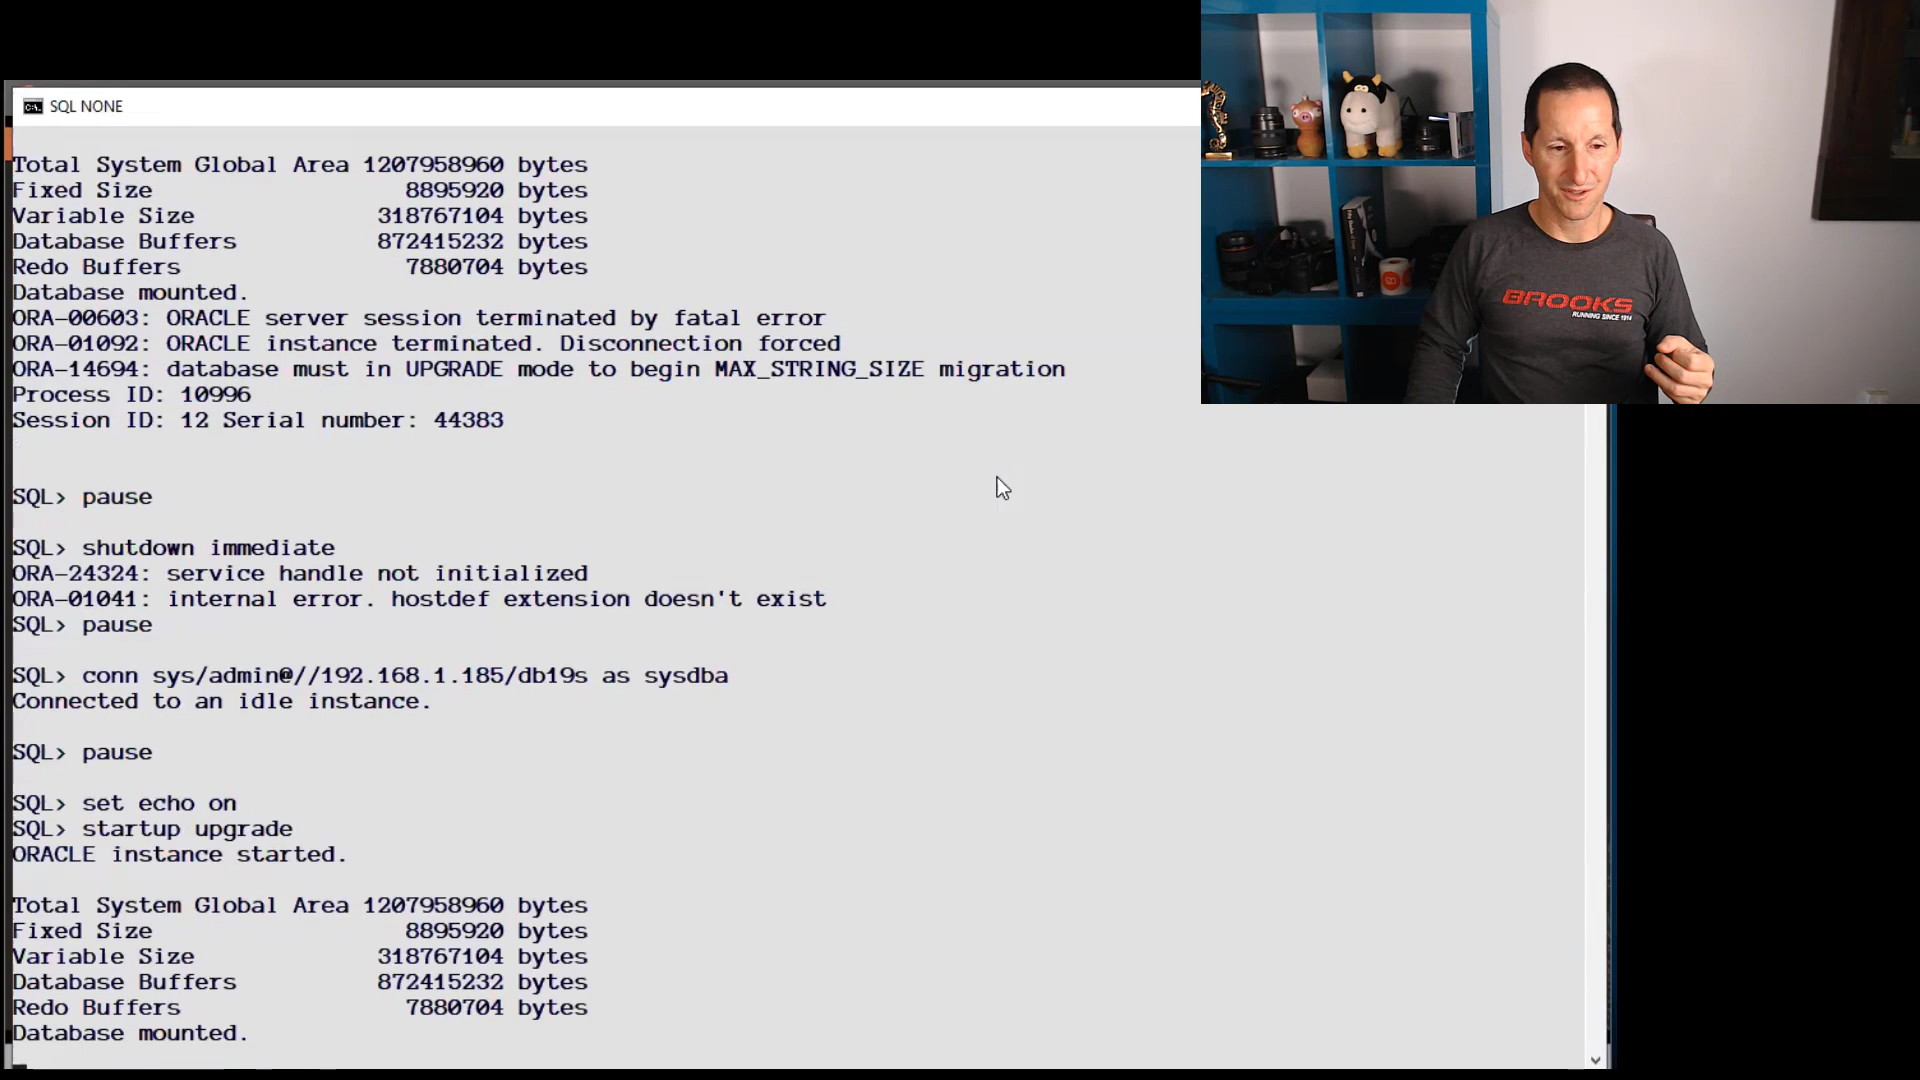 SQL NONE
Total System Global Area 1207958960 bytes
Fixed Size 8895920 bytes
Variable Size 318767104 bytes
Database Buffers 872415232 bytes
Redo Buffers 7880704 bytes
Database mounted.
ORA-00603: ORACLE server session terminated by fatal error
ORA-01092: ORACLE instance terminated. Disconnection forced
ORA-14694: database must in UPGRADE mode to begin MAX_STRING_SIZE migration
Process ID: 10996
Session ID: 12 Serial number: 44383
SQL> pause
SQL> shutdown immediate
ORA-24324: service handle not initialized
ORA-01041: internal error. hostdef extension doesn't exist
SQL> pause
SQL> conn sys/admin@//192.168.1.185/db19s as sysdba
Connected to an idle instance.
SQL> pause
SQL> set echo on
SQL> startup upgrade
ORACLE instance started.
Total System Global Area 1207958960 bytes
Fixed Size 8895920 bytes
Variable Size 318767104 bytes
Database Buffers 872415232 bytes
Redo Buffers 7880704 bytes
Database mounted.
BROOKS
RUNNING SINCE 1914